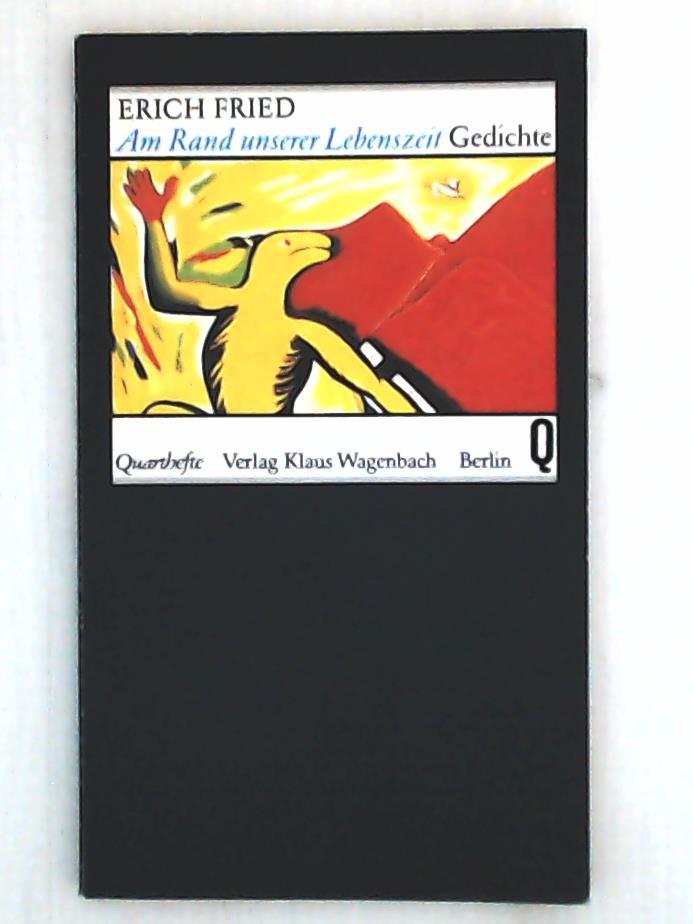 ERICH FRIED
Am Rand unserer Lebenszeit Gedichte
Quarthefte Verlag Klaus Wagenbach Berlin Q